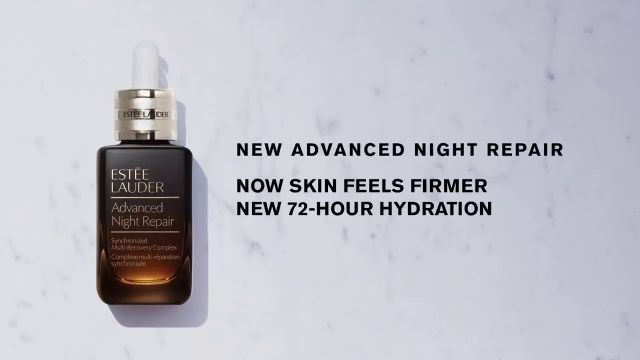 ESTĒE LAUDER
ESTĒE
LAUDER
Advanced
Night Repair
Synchronized
Multi-Recovery Complex
Complexe multi-réparation
synchronisée
NEW ADVANCED NIGHT REPAIR
NOW SKIN FEELS FIRMER
NEW 72-HOUR HYDRATION